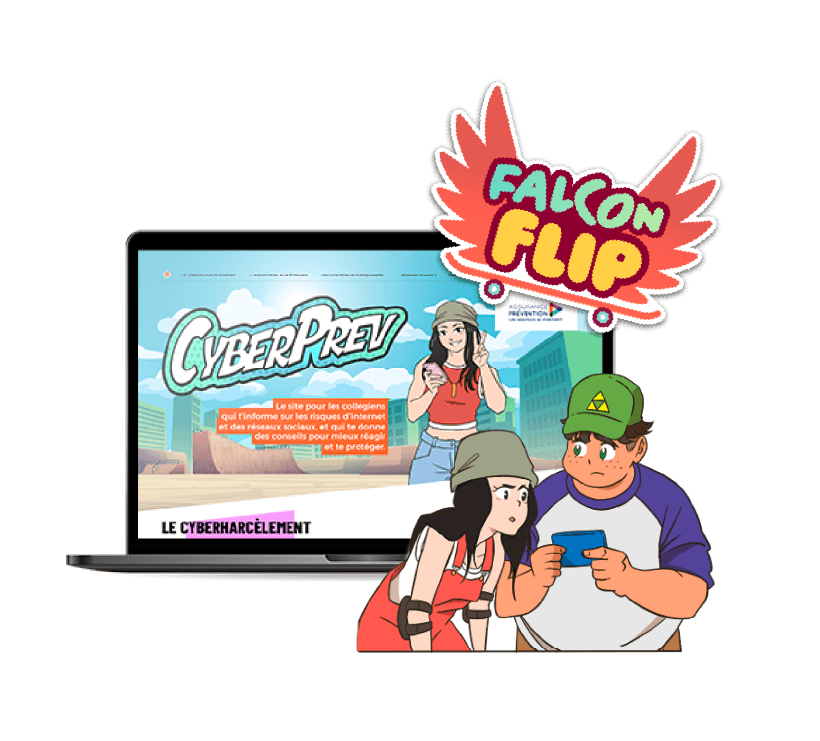 FALCON
FLIP
ASSURANCE
PRÉVENTION
CYBERPREV
Le site pour les collégiens
qui t'informe sur les risques d'internet
et des réseaux sociaux, et qui te donne
des conseils pour mieux réagir
et te protéger.
LE CYBERHARCÈLEMENT